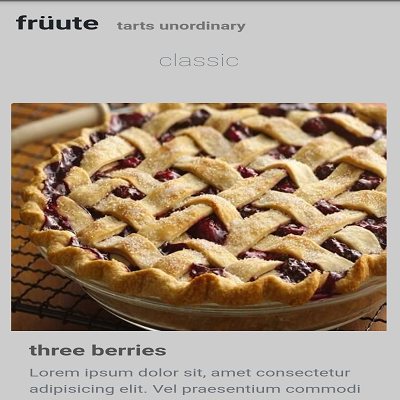 früute tarts unordinary
classic
three berries
Lorem ipsum dolor sit, amet consectetur
adipisicing elit. Vel praesentium commodi